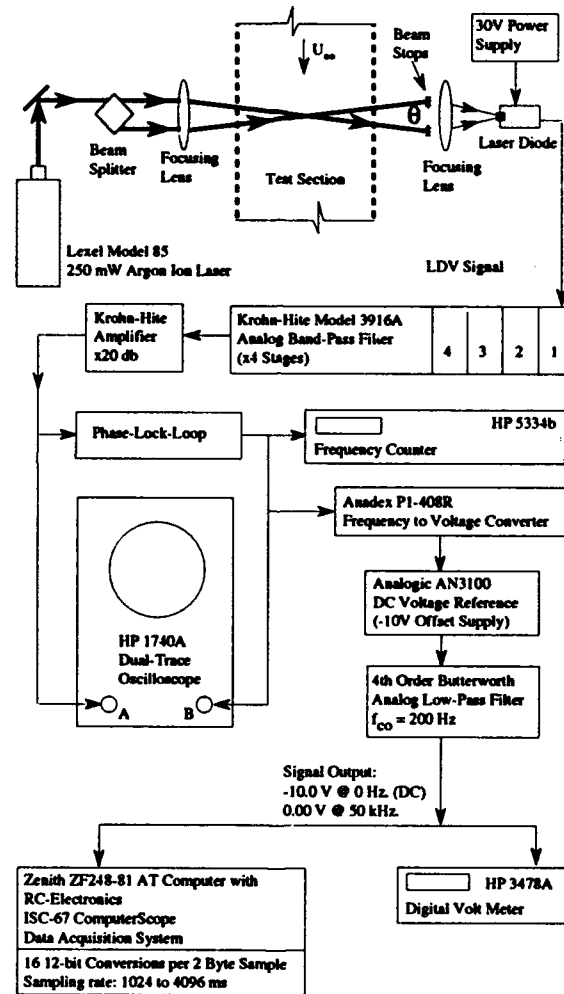 30V Power
Supply
Beam
Stops
U∞
θ
Beam
Splitter
Focusing
Lens
Test Section
Focusing
Lens
Laser Diode
Lexel Model 85
250 mW Argon Ion Laser
LDV Signal
Krohn-Hite
Amplifier
x20 db
Krohn-Hite Model 3916A
Analog Band-Pass Filter
(x4 Stages)
4 3 2 1
Phase-Lock-Loop
HP 5334b
Frequency Counter
Anadex P1-408R
Frequency to Voltage Converter
Analogic AN3100
DC Voltage Reference
(-10V Offset Supply)
HP 1740A
Dual-Trace
Oscilloscope
A B
4th Order Butterworth
Analog Low-Pass Filter
fco = 200 Hz
Signal Output:
-10.0 V @ 0 Hz. (DC)
0.00 V @ 50 kHz.
Zenith ZF248-81 AT Computer with
RC-Electronics
ISC-67 ComputerScope
Data Acquisition System
16 12-bit Conversions per 2 Byte Sample
Sampling rate: 1024 to 4096 ms
HP 3478A
Digital Volt Meter